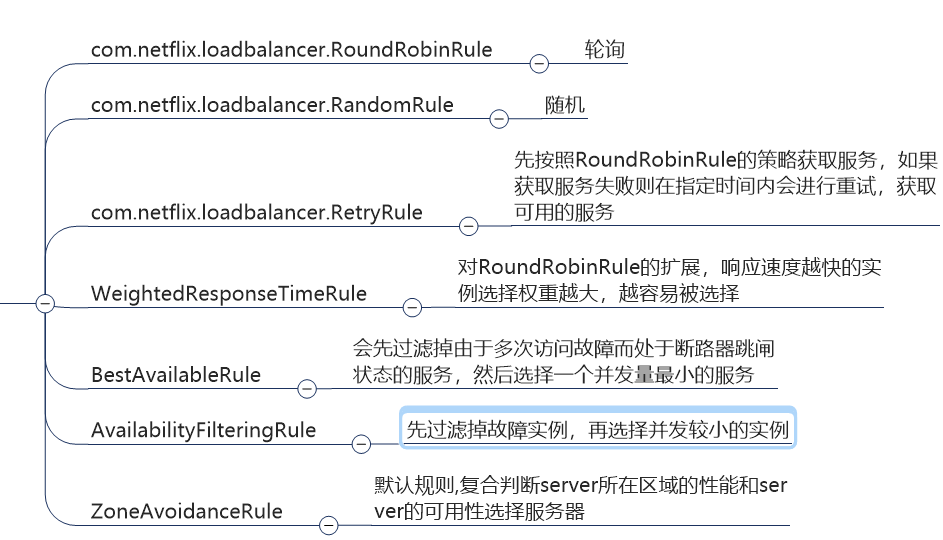 com.netflix.loadbalancer.RoundRobinRule
轮询
com.netflix.loadbalancer.RandomRule
随机
com.netflix.loadbalancer.RetryRule
先按照RoundRobinRule的策略获取服务，如果
获取服务失败则在指定时间内会进行重试，获取
可用的服务
WeightedResponseTimeRule
对RoundRobinRule的扩展，响应速度越快的实
例选择权重越大，越容易被选择
BestAvailableRule
会先过滤掉由于多次访问故障而处于断路器跳闸
状态的服务，然后选择一个并发量最小的服务
AvailabilityFilteringRule
先过滤掉故障实例，再选择并发较小的实例
ZoneAvoidanceRule
默认规则,复合判断server所在区域的性能和ser
ver的可用性选择服务器